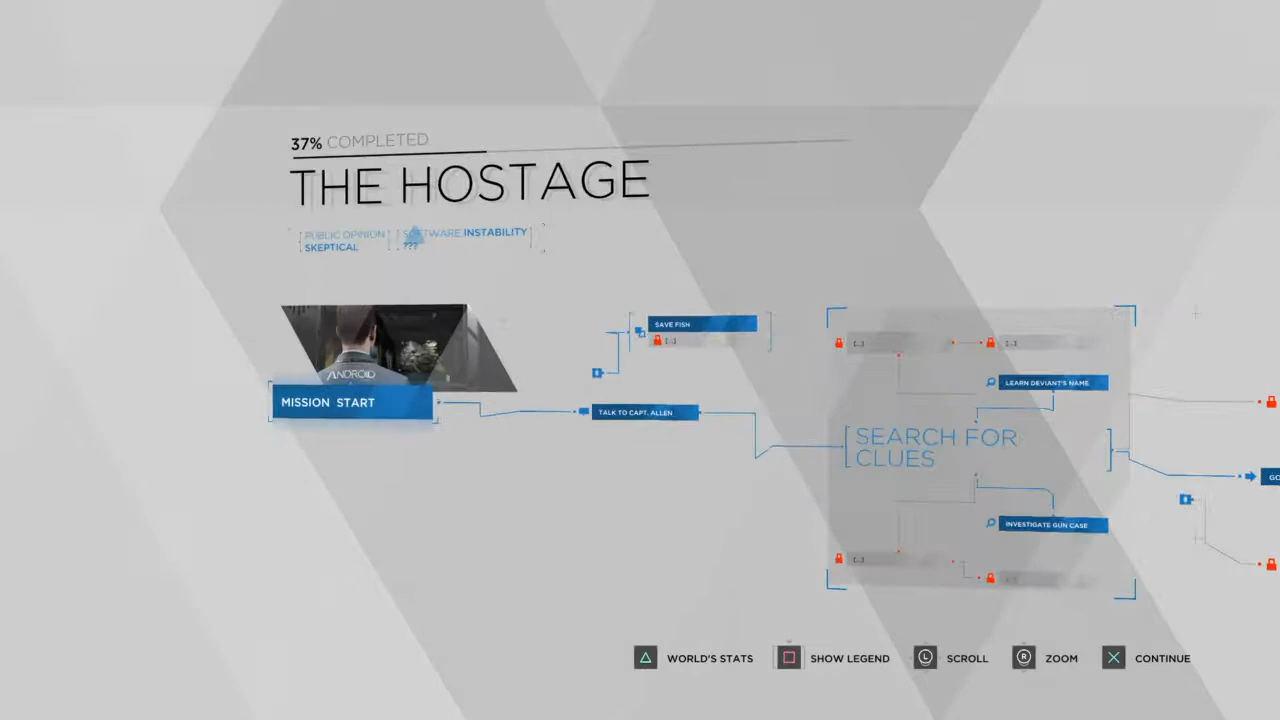 37% COMPLETED
THE HOSTAGE
PUBLIC OPINION
SKEPTICAL
SOFTWARE INSTABILITY
???
ANDROID
MISSION START
SAVE FISH
[...]
TALK TO CAPT. ALLEN
[...]
[...]
LEARN DEVIANT'S NAME
SEARCH FOR
CLUES
GO
INVESTIGATE GUN CASE
[...]
[...]
WORLD'S STATS
SHOW LEGEND
L
SCROLL
R
ZOOM
CONTINUE